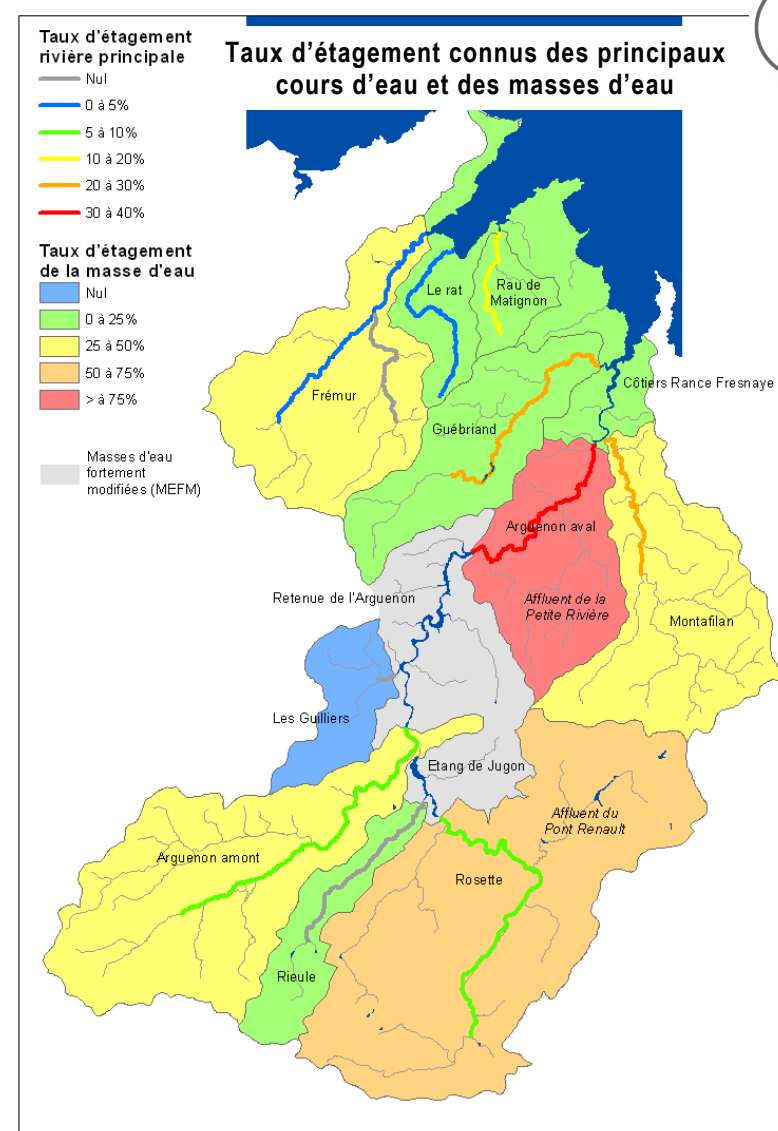 Taux d'étagement connus des principaux
cours d'eau et des masses d'eau
Taux d'étagement
rivière principale
Nul
0 à 5%
5 à 10%
10 à 20%
20 à 30%
30 à 40%
Taux d'étagement
de la masse d'eau
Nul
0 à 25%
25 à 50%
50 à 75%
> à 75%
Masses d'eau
fortement
modifiées (MEFM)
Le rat
Rau de
Matignon
Frémur
Côtiers Rance Fresnaye
Guébriand
Arguenon aval
Retenue de l'Arguenon
Affluent de la
Petite Rivière
Montafilan
Les Guilliers
Etang de Jugon
Affluent du
Pont Renault
Arguenon amont
Rosette
Rieule